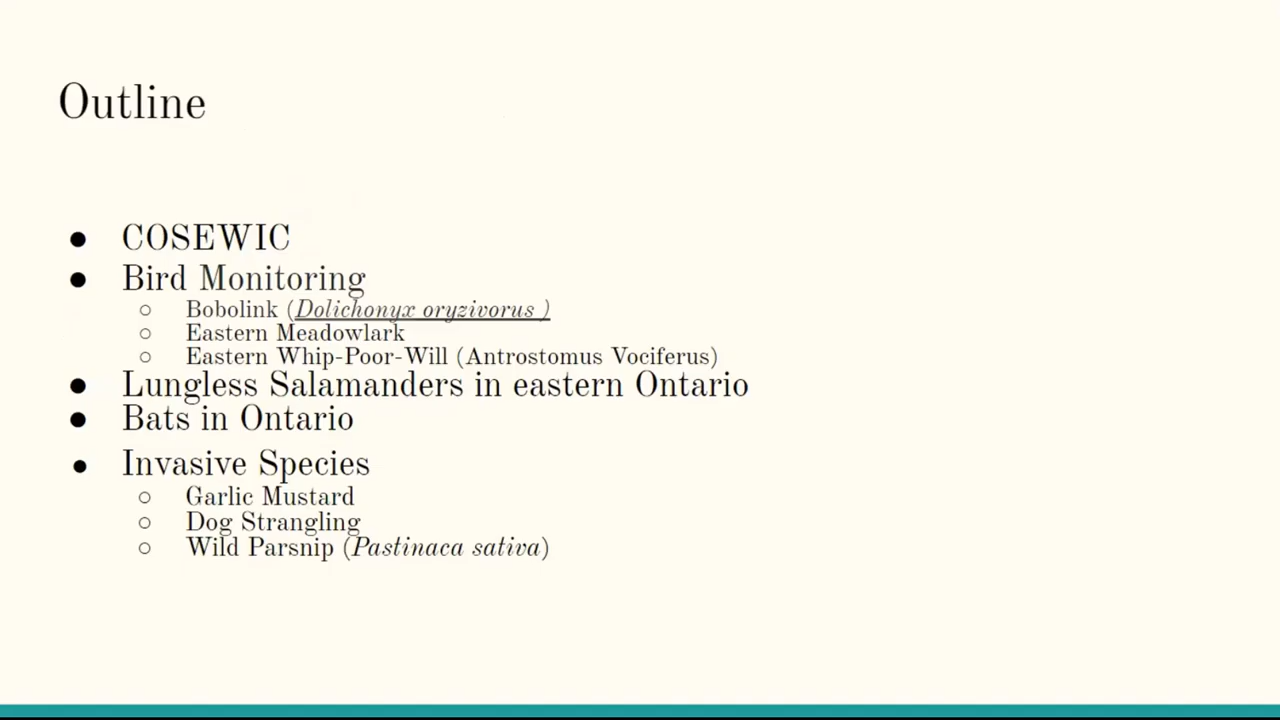 Outline
● COSEWIC
● Bird Monitoring
○ Bobolink (Dolichonyx oryzivorus )
○ Eastern Meadowlark
○ Eastern Whip-Poor-Will (Antrostomus Vociferus)
● Lungless Salamanders in eastern Ontario
● Bats in Ontario
● Invasive Species
○ Garlic Mustard
○ Dog Strangling
○ Wild Parsnip (Pastinaca sativa)